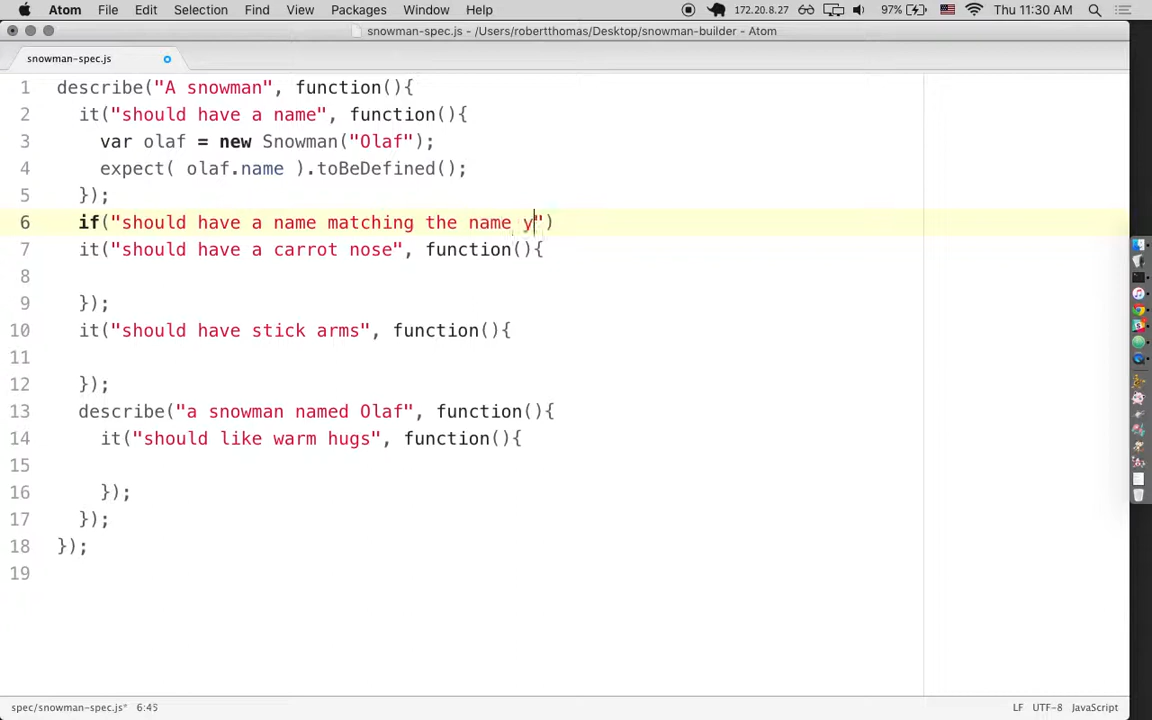 Atom File Edit View Selection Find Packages Window Help 172.20.8.27 97% Thu 11:30 AM
snowman-spec.js - /Users/robertthomas/Desktop/snowman-builder - Atom
snowman-spec.js
1 describe("A snowman", function(){
2 it("should have a name", function(){
3 var olaf = new Snowman("Olaf");
4 expect( olaf.name ).toBeDefined();
5 });
6 if("should have a name matching the name y")
7 it("should have a carrot nose", function(){
8
9 });
10 it("should have stick arms", function(){
11
12 });
13 describe("a snowman named Olaf", function(){
14 it("should like warm hugs", function(){
15
16 });
17 });
18 });
19
spec/snowman-spec.js* 6:45 LF UTF-8 JavaScript